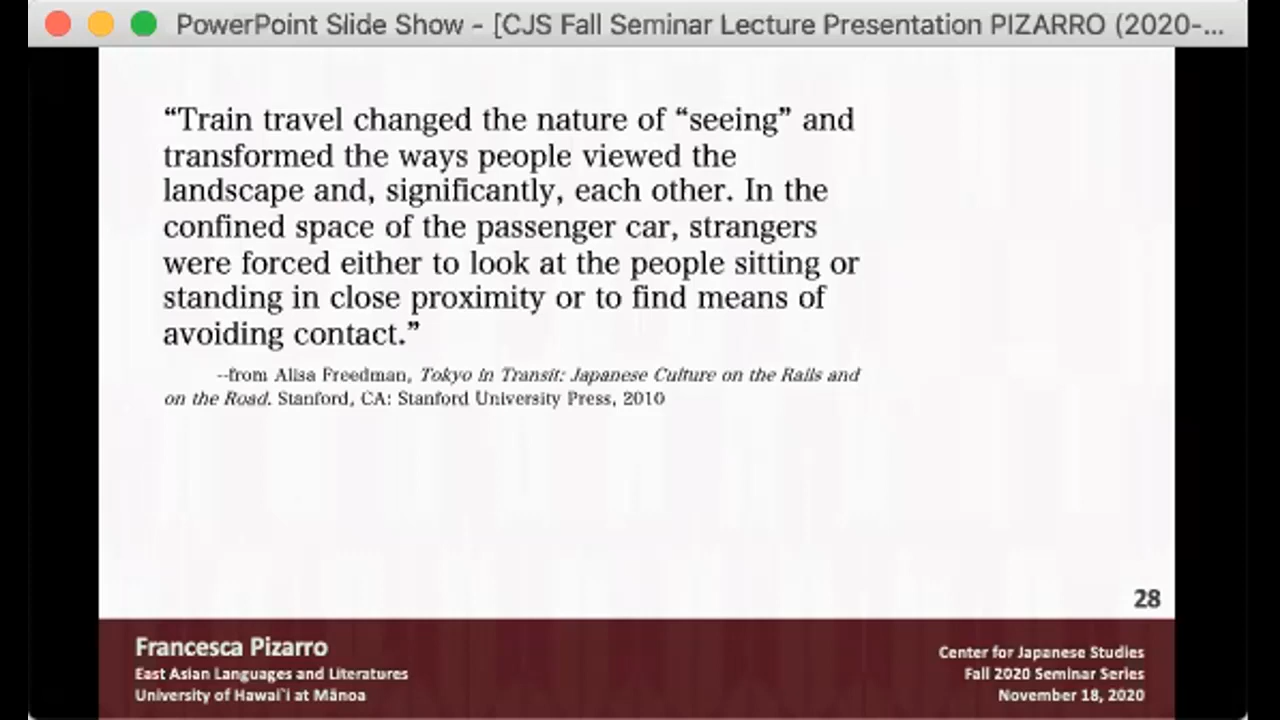 PowerPoint Slide Show - [CJS Fall Seminar Lecture Presentation PIZARRO (2020-...
“Train travel changed the nature of “seeing” and
transformed the ways people viewed the
landscape and, significantly, each other. In the
confined space of the passenger car, strangers
were forced either to look at the people sitting or
standing in close proximity or to find means of
avoiding contact.”
--from Alisa Freedman, Tokyo in Transit: Japanese Culture on the Rails and
on the Road. Stanford, CA: Stanford University Press, 2010
28
Francesca Pizarro
East Asian Languages and Literatures
University of Hawai`i at Mānoa
Center for Japanese Studies
Fall 2020 Seminar Series
November 18, 2020